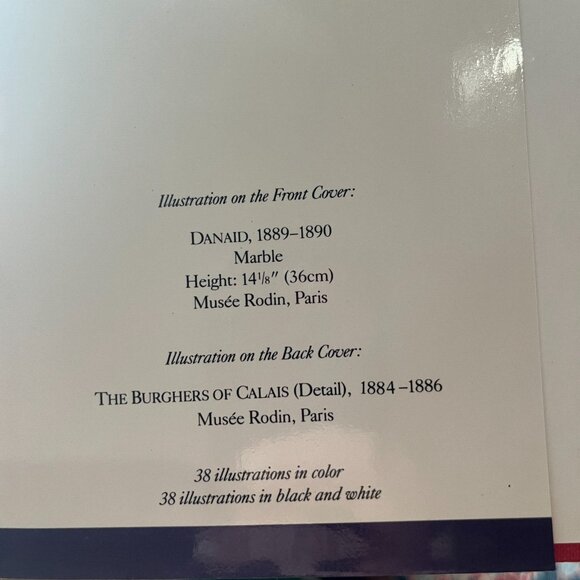 Illustration on the Front Cover:
DANAID, 1889–1890
Marble
Height: 14⅛" (36cm)
Musée Rodin, Paris
Illustration on the Back Cover:
THE BURGHERS OF CALAIS (Detail), 1884–1886
Musée Rodin, Paris
38 illustrations in color
38 illustrations in black and white